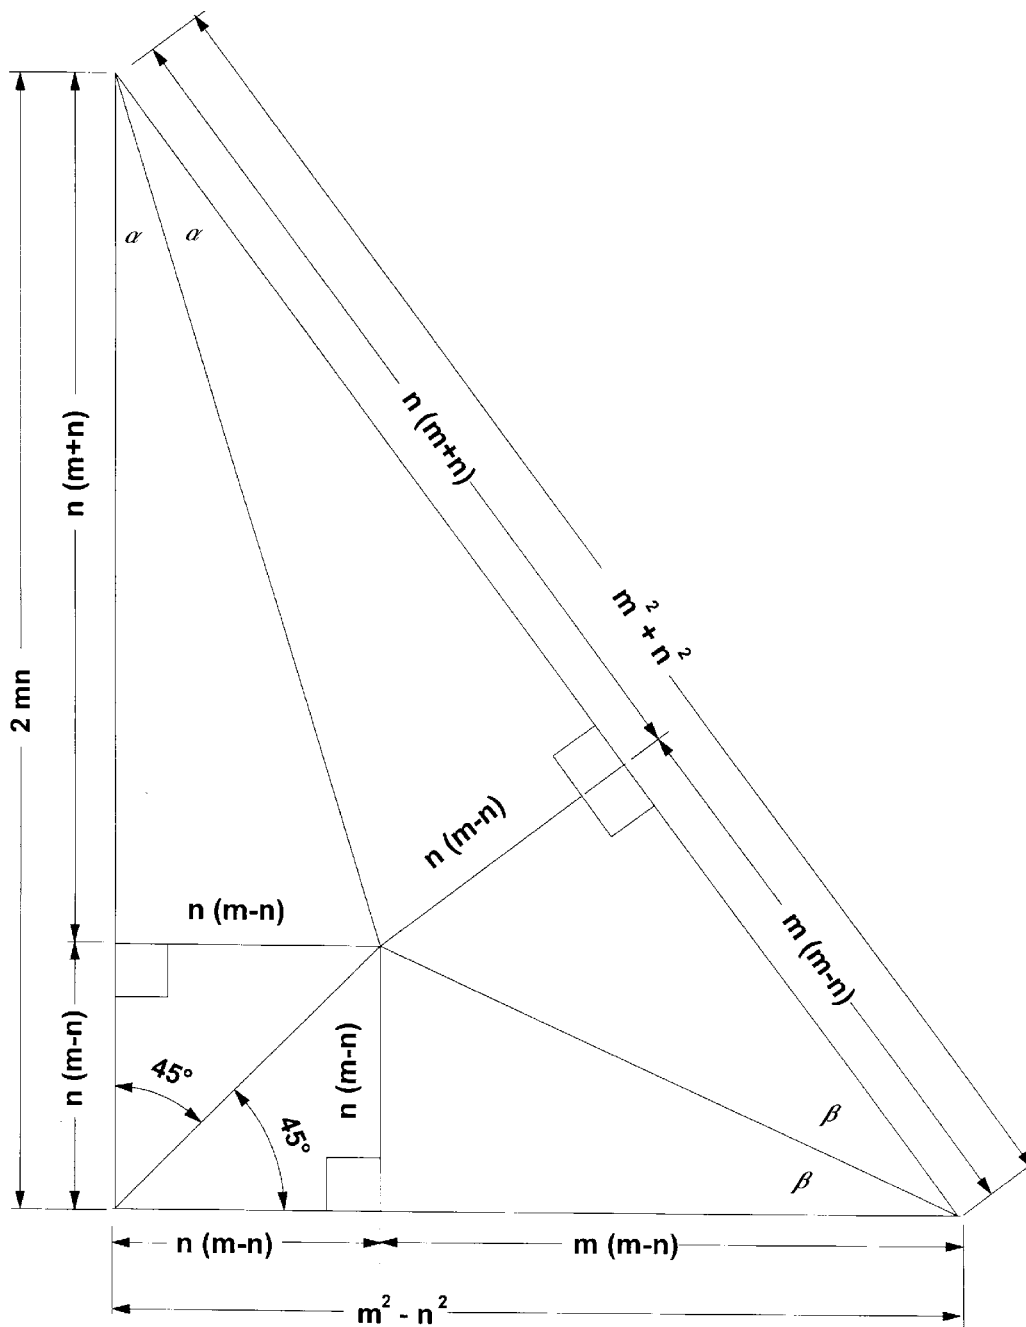 α
α
n (m+n)
n (m+n)
m² + n²
2 mn
n (m-n)
n (m-n)
m (m-n)
n (m-n)
n (m-n)
45°
45°
β
β
n (m-n)
m (m-n)
m² - n²